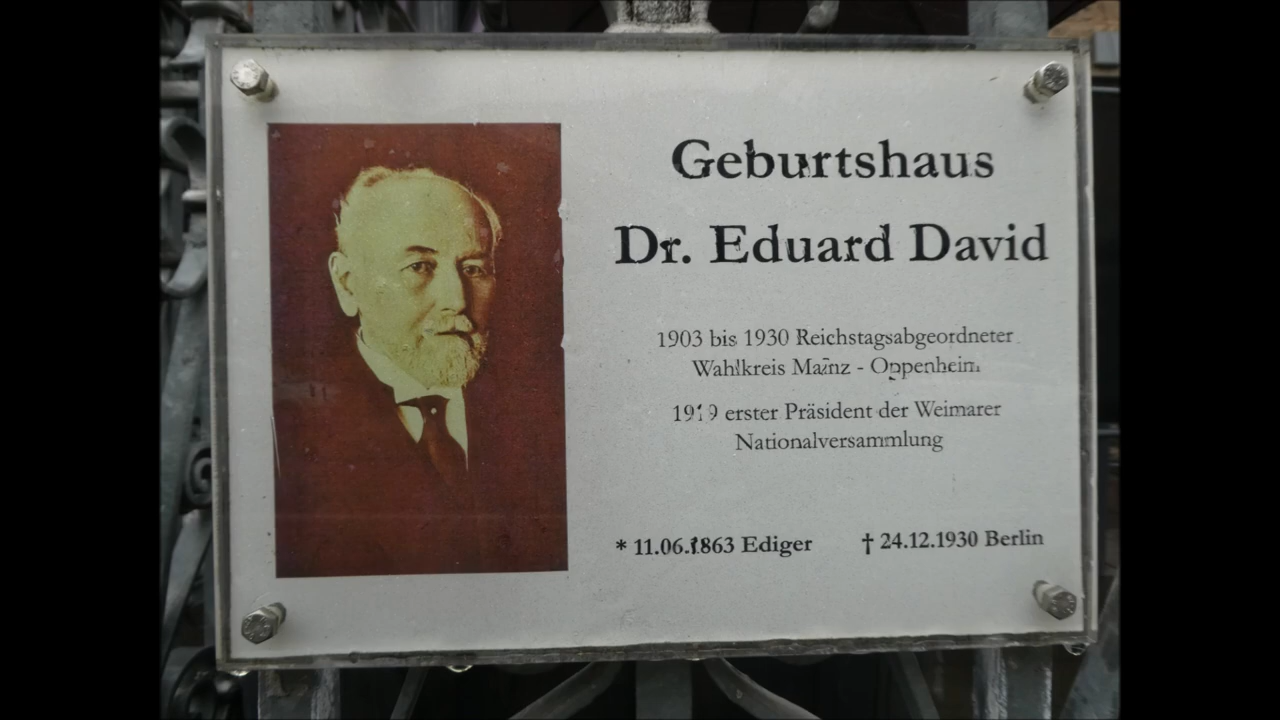 Geburtshaus
Dr. Eduard David
1903 bis 1930 Reichstagsabgeordneter
Wahlkreis Mainz - Oppenheim
1919 erster Präsident der Weimarer
Nationalversammlung
* 11.06.1863 Ediger † 24.12.1930 Berlin